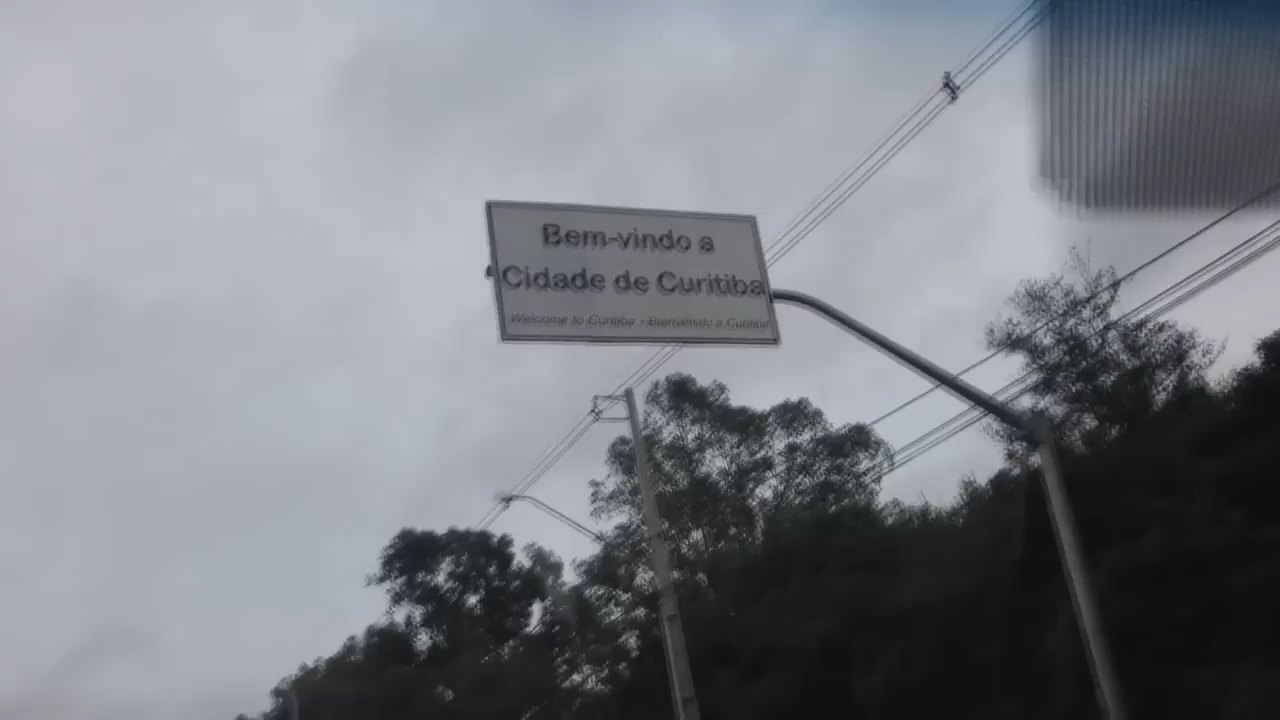 Bem-vindo a
Cidade de Curitiba
Welcome to Curitiba • Bienvenido a Curitiba